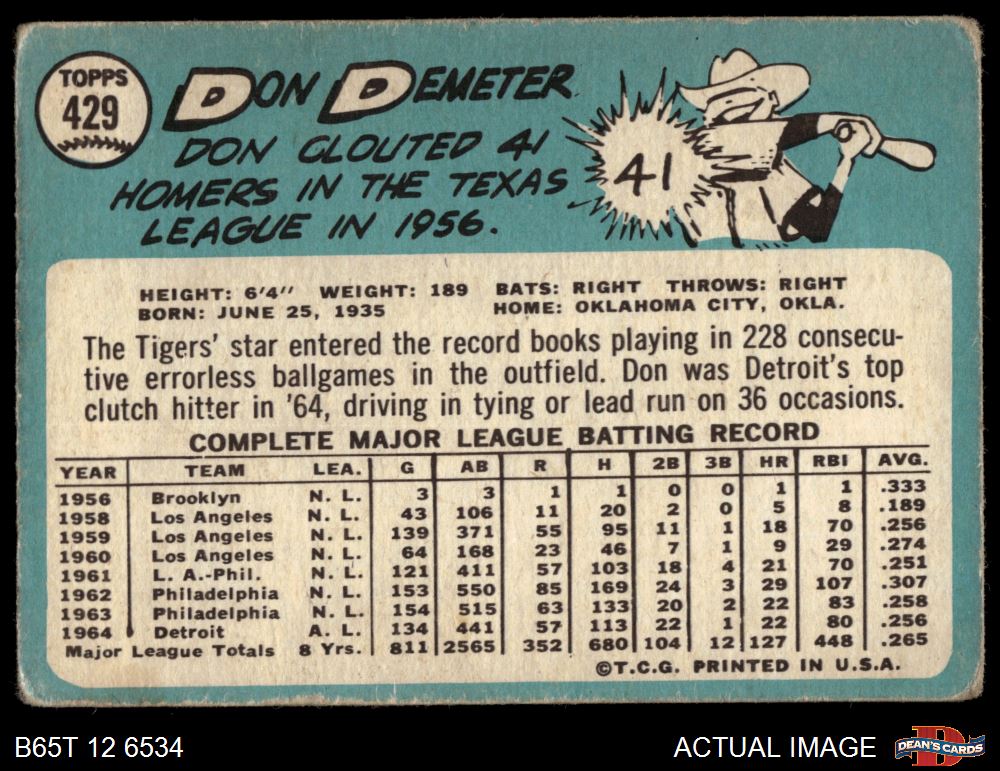 TOPPS
429
DON DEMETER
DON CLOUTED 41
HOMERS IN THE TEXAS
LEAGUE IN 1956.
41
HEIGHT: 6'4" WEIGHT: 189 BATS: RIGHT THROWS: RIGHT
BORN: JUNE 25, 1935 HOME: OKLAHOMA CITY, OKLA.
The Tigers' star entered the record books playing in 228 consecu-
tive errorless ballgames in the outfield. Don was Detroit's top
clutch hitter in '64, driving in tying or lead run on 36 occasions.
COMPLETE MAJOR LEAGUE BATTING RECORD
YEAR TEAM LEA. G AB R H 2B 3B HR RBI AVG.
1956 Brooklyn N. L. 3 3 1 1 0 0 1 1 .333
1958 Los Angeles N. L. 43 106 11 20 2 0 5 8 .189
1959 Los Angeles N. L. 139 371 55 95 11 1 18 70 .256
1960 Los Angeles N. L. 64 168 23 46 7 1 9 29 .274
1961 L. A.-Phil. N. L. 121 411 57 103 18 4 21 70 .251
1962 Philadelphia N. L. 153 550 85 169 24 3 29 107 .307
1963 Philadelphia N. L. 154 515 63 133 20 2 22 83 .258
1964 Detroit A. L. 134 441 57 113 22 1 22 80 .256
Major League Totals 8 Yrs. 811 2565 352 680 104 12 127 448 .265
©T.C.G. PRINTED IN U.S.A.
B65T 12 6534
ACTUAL IMAGE
D
DEAN'S CARDS